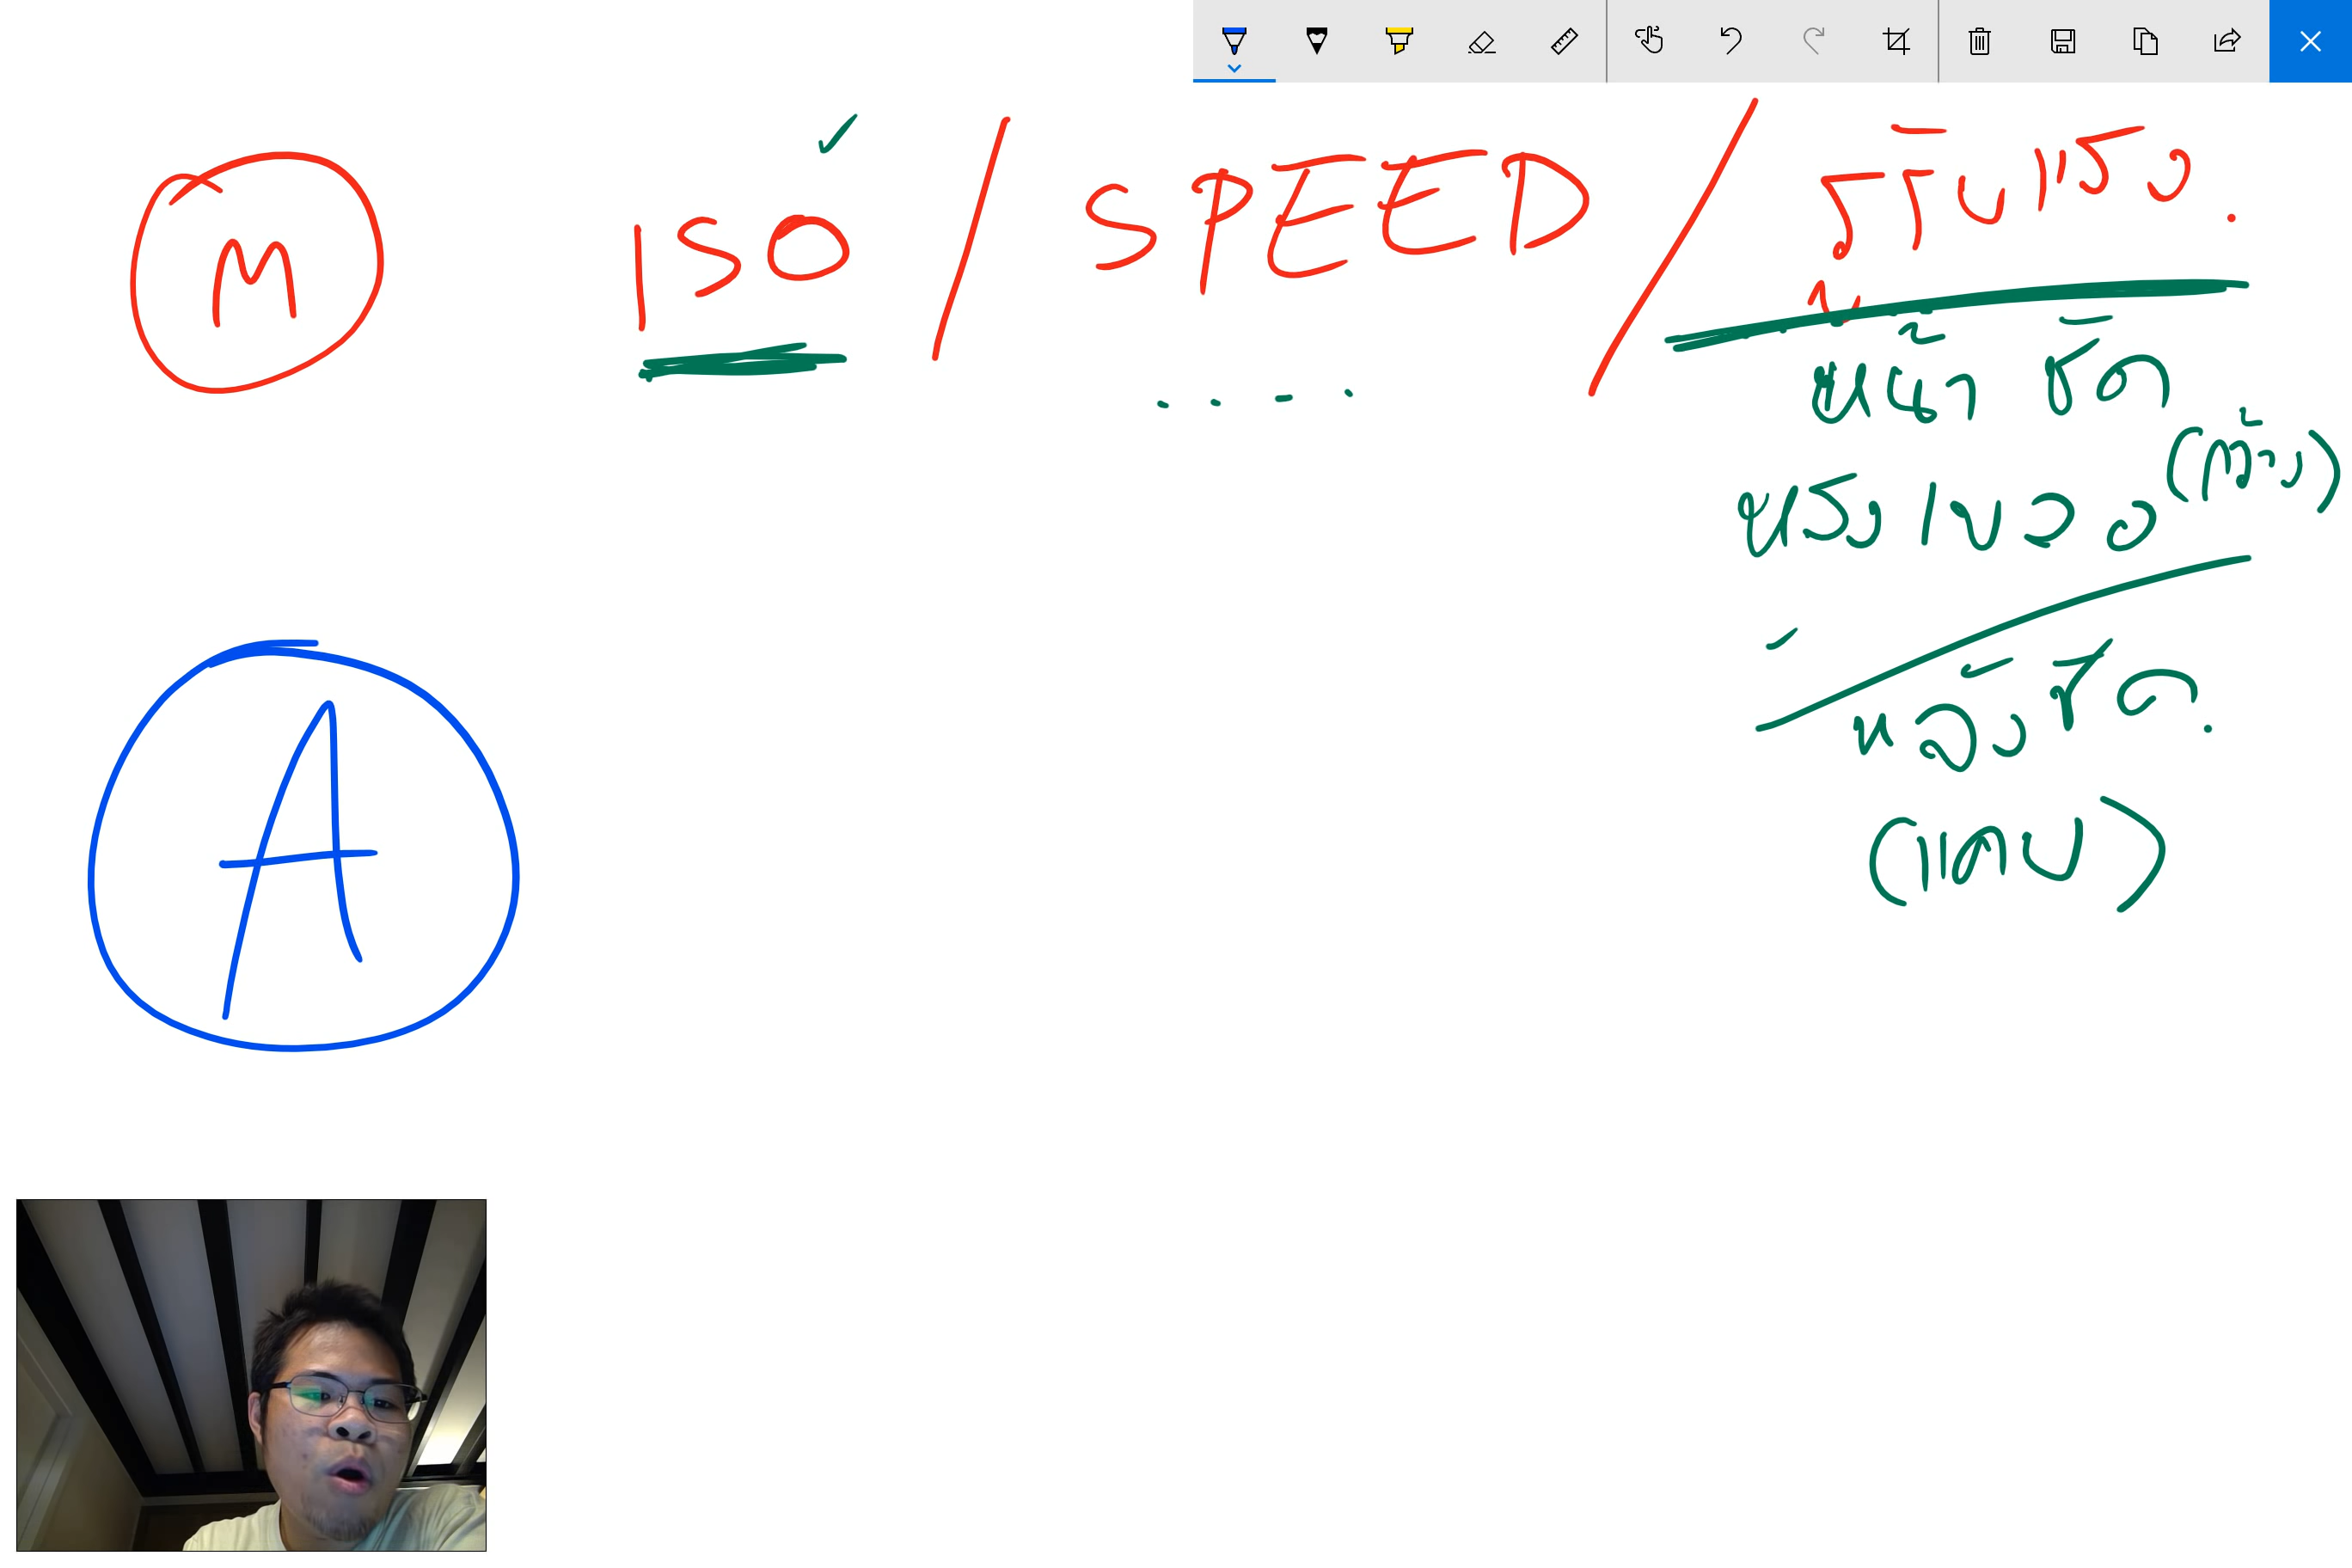 M
ISO / SPEED / รูรับแสง.
หน้าชัด
หลังเบลอ (กว้าง)
หลังชัด.
(แคบ)
A